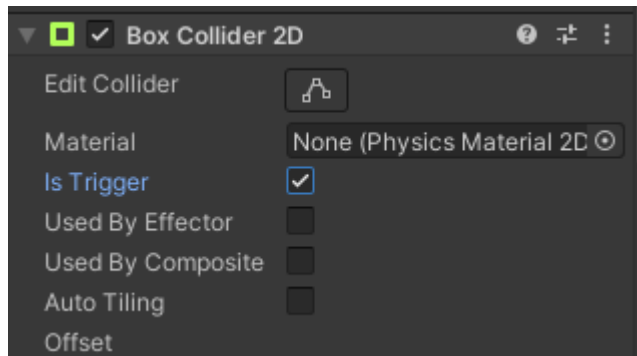 Box Collider 2D
Edit Collider
Material None (Physics Material 2D
Is Trigger
Used By Effector
Used By Composite
Auto Tiling
Offset